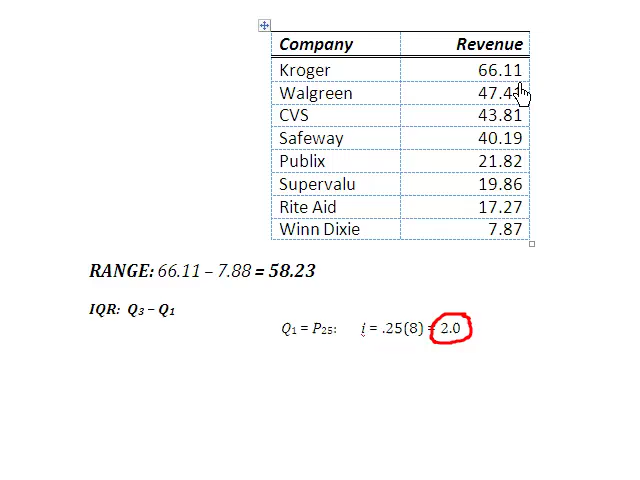 Company Revenue
Kroger 66.11
Walgreen
CVS 43.81
Safeway 40.19
Publix 21.82
Supervalu 19.86
Rite Aid 17.27
Winn Dixie 7.87
RANGE: 66.11 – 7.88 = 58.23
IQR: Q₃ – Q₁
Q₁ = P₂₅: i = .25(8) = 2.0